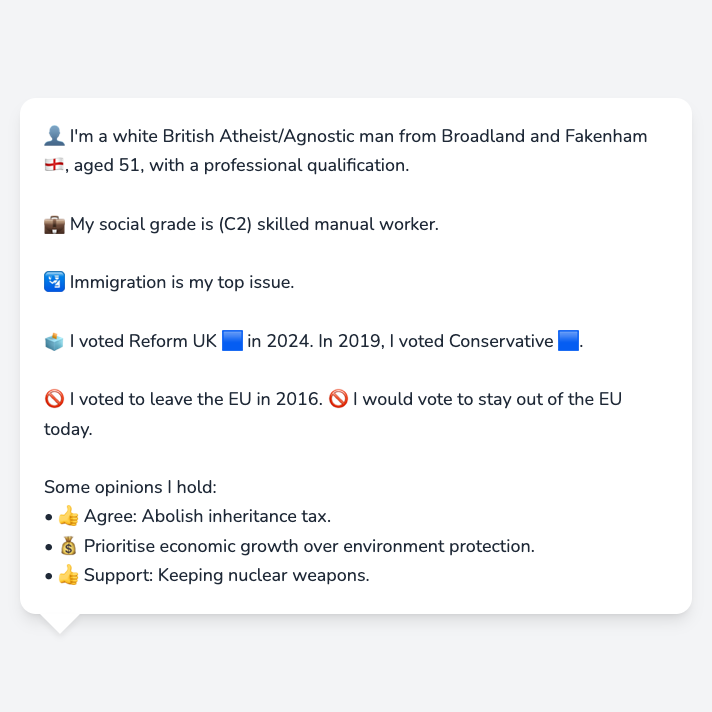 👤 I'm a white British Atheist/Agnostic man from Broadland and Fakenham
🏴󠁧󠁢󠁥󠁮󠁧󠁿, aged 51, with a professional qualification.
💼 My social grade is (C2) skilled manual worker.
🛂 Immigration is my top issue.
🗳️ I voted Reform UK 🟦 in 2024. In 2019, I voted Conservative 🟦.
🚫 I voted to leave the EU in 2016. 🚫 I would vote to stay out of the EU
today.
Some opinions I hold:
• 👍 Agree: Abolish inheritance tax.
• 💰 Prioritise economic growth over environment protection.
• 👍 Support: Keeping nuclear weapons.